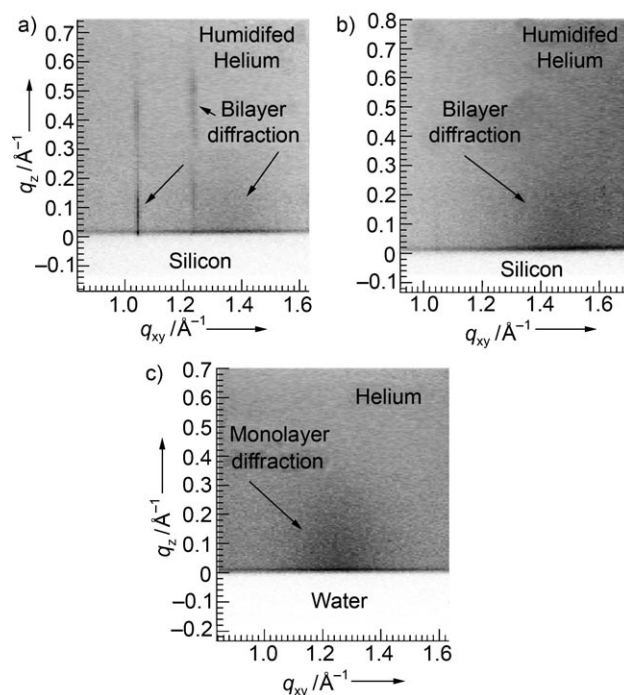 a)
0.7
0.6
0.5
0.4
0.3
0.2
0.1
0
–0.1
q_z /Å⁻¹
Humidifed
Helium
Bilayer
diffraction
Silicon
1.0 1.2 1.4 1.6
q_xy /Å⁻¹
b)
0.8
0.7
0.6
0.5
0.4
0.3
0.2
0.1
0
–0.1
Humidifed
Helium
Bilayer
diffraction
Silicon
1.0 1.2 1.4 1.6
q_xy /Å⁻¹
c)
0.7
0.6
0.5
0.4
0.3
0.2
0.1
0
–0.1
–0.2
q_z /Å⁻¹
Helium
Monolayer
diffraction
Water
1.0 1.2 1.4 1.6
q_xy /Å⁻¹